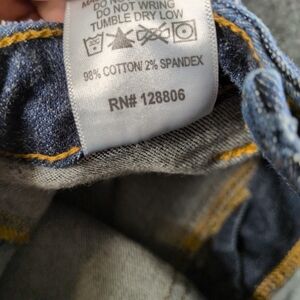 DO NOT WRING
TUMBLE DRY LOW
98% COTTON/ 2% SPANDEX
RN# 128806